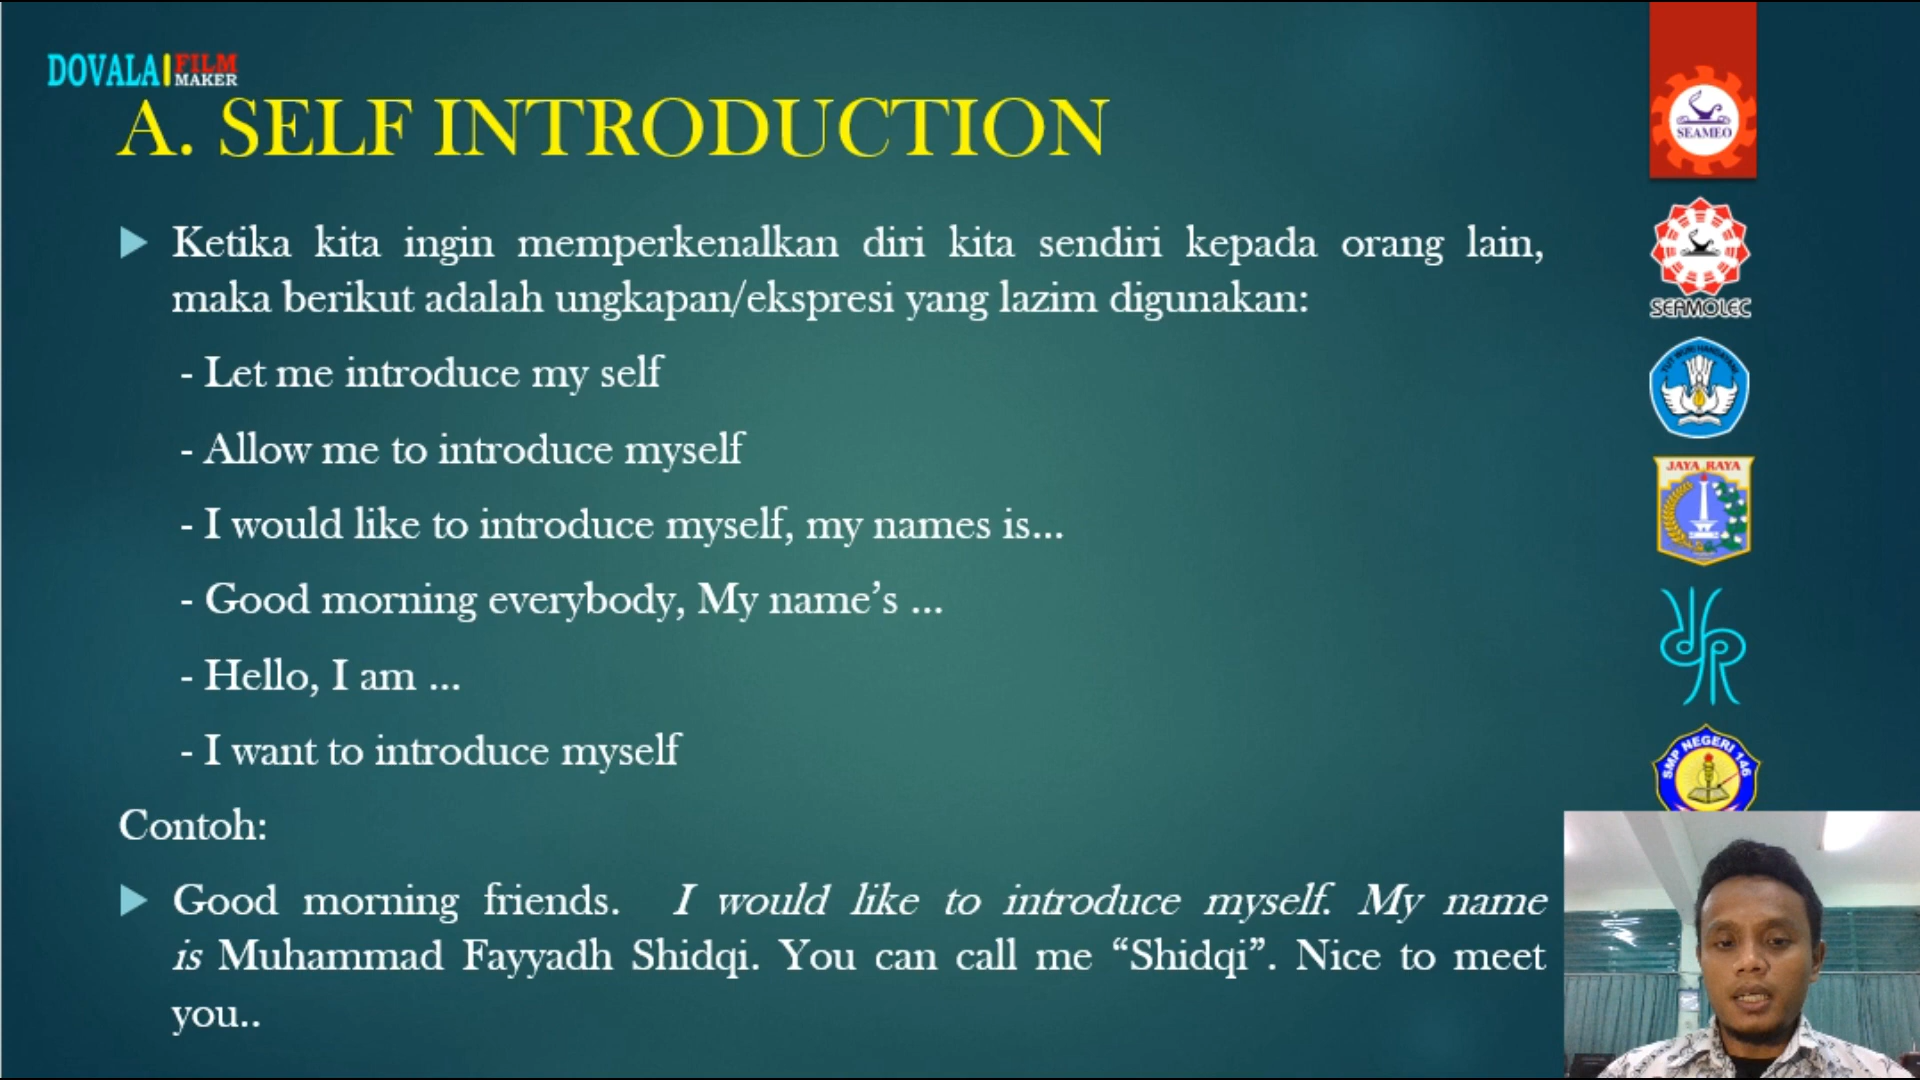 DOVALA FILM MAKER
A. SELF INTRODUCTION
SEAMEO
Ketika kita ingin memperkenalkan diri kita sendiri kepada orang lain,
maka berikut adalah ungkapan/ekspresi yang lazim digunakan:
SEAMOLEC
- Let me introduce my self
TUT WURI HANDAYANI
- Allow me to introduce myself
JAYA RAYA
- I would like to introduce myself, my names is...
- Good morning everybody, My name’s ...
- Hello, I am ...
- I want to introduce myself
SMP NEGERI 146
Contoh:
Good morning friends. I would like to introduce myself. My name
is Muhammad Fayyadh Shidqi. You can call me “Shidqi”. Nice to meet
you..